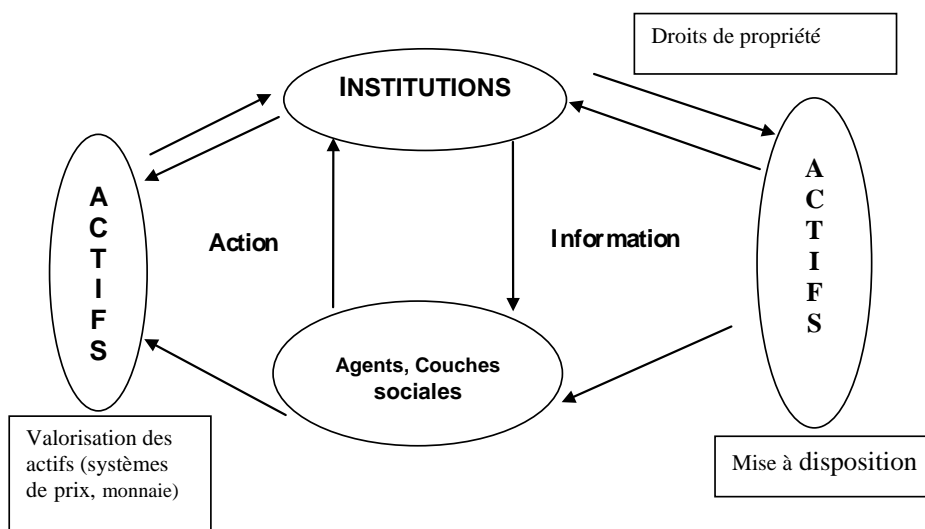 Droits de propriété
INSTITUTIONS
A
C
T
I
F
S
A
C
T
I
F
S
Action
Information
Agents, Couches
sociales
Valorisation des
actifs (systèmes
de prix, monnaie)
Mise à disposition